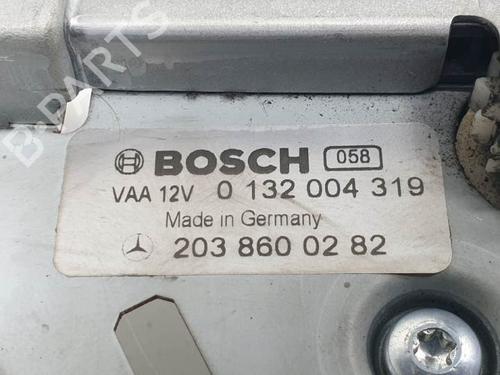 B-PARTS
BOSCH 058
VAA 12V 0 132 004 319
Made in Germany
203 860 02 82